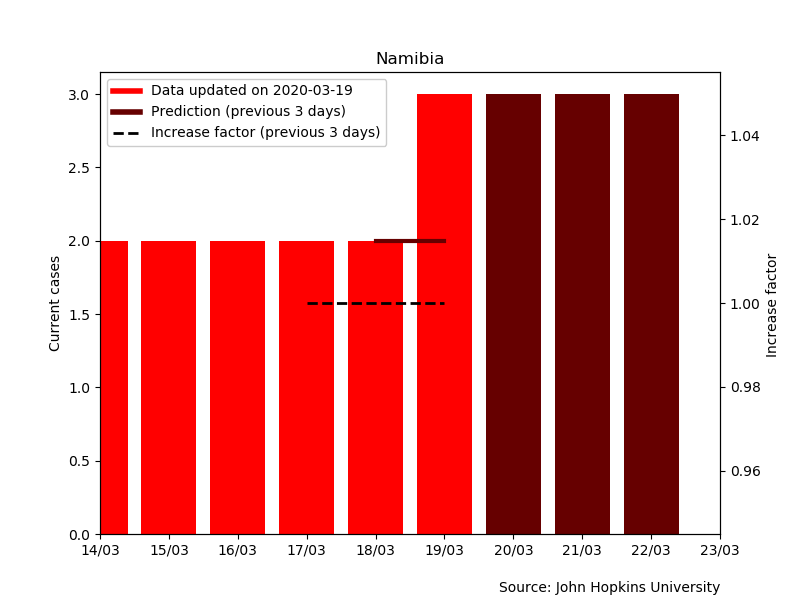 Namibia
Data updated on 2020-03-19
Prediction (previous 3 days)
Increase factor (previous 3 days)
Current cases
3.0
2.5
2.0
1.5
1.0
0.5
0.0
1.04
1.02
1.00
0.98
0.96
Increase factor
14/03 15/03 16/03 17/03 18/03 19/03 20/03 21/03 22/03 23/03
Source: John Hopkins University